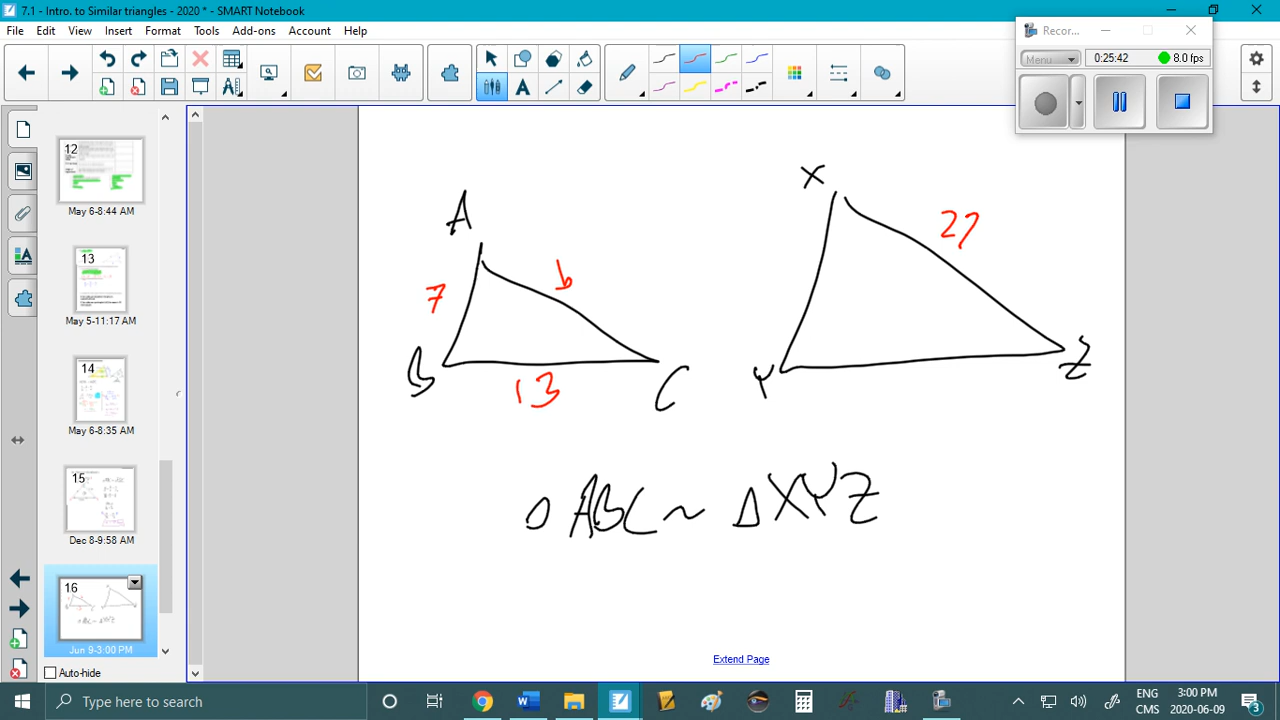 7.1 - Intro. to Similar triangles - 2020 * - SMART Notebook
File Edit View Insert Format Tools Add-ons Account Help
Recor...
Menu
0:25:42
8.0 fps
12
May 6-8:44 AM
13
May 5-11:17 AM
14
May 6-8:35 AM
15
Dec 8-9:58 AM
16
Jun 9-3:00 PM
Auto-hide
X
A
27
7
b
B
13
C
Y
Z
Δ ABC ~ Δ XYZ
Extend Page
Type here to search
ENG
CMS
3:00 PM
2020-06-09
3